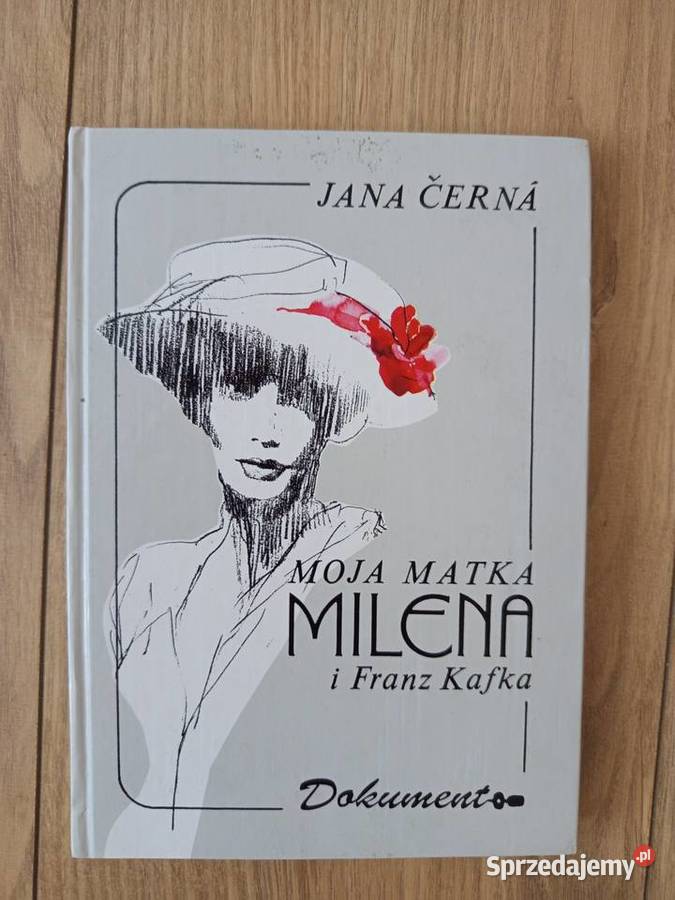 JANA ČERNÁ
MOJA MATKA
MILENA
i Franz Kafka
Dokument
Sprzedajemy.pl